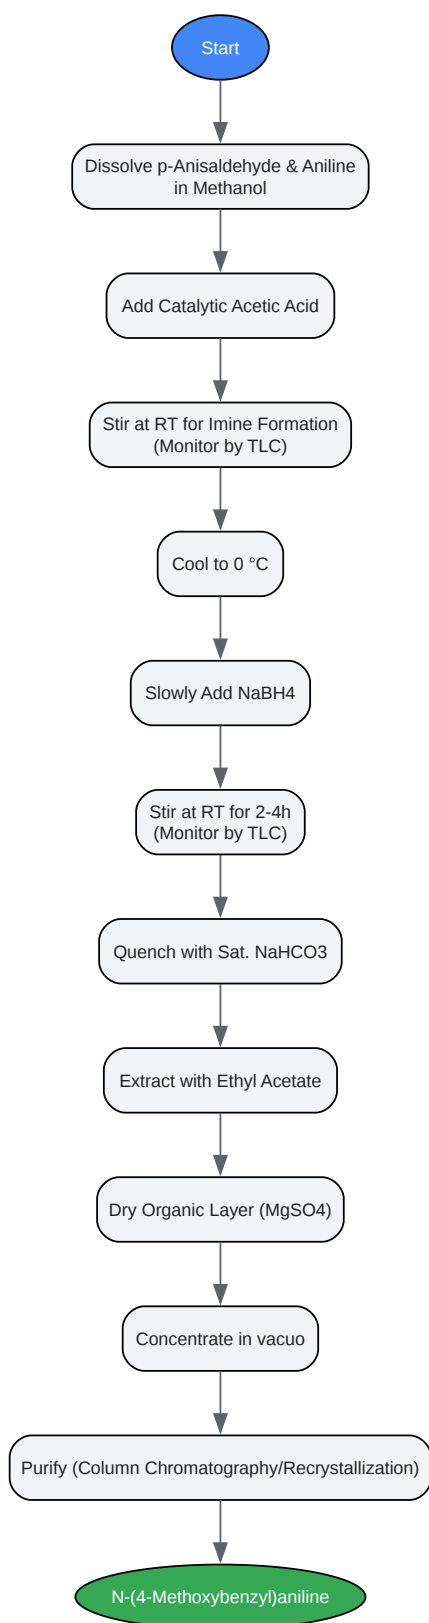 Start
Dissolve p-Anisaldehyde & Aniline
in Methanol
Add Catalytic Acetic Acid
Stir at RT for Imine Formation
(Monitor by TLC)
Cool to 0 °C
Slowly Add NaBH4
Stir at RT for 2-4h
(Monitor by TLC)
Quench with Sat. NaHCO3
Extract with Ethyl Acetate
Dry Organic Layer (MgSO4)
Concentrate in vacuo
Purify (Column Chromatography/Recrystallization)
N-(4-Methoxybenzyl)aniline